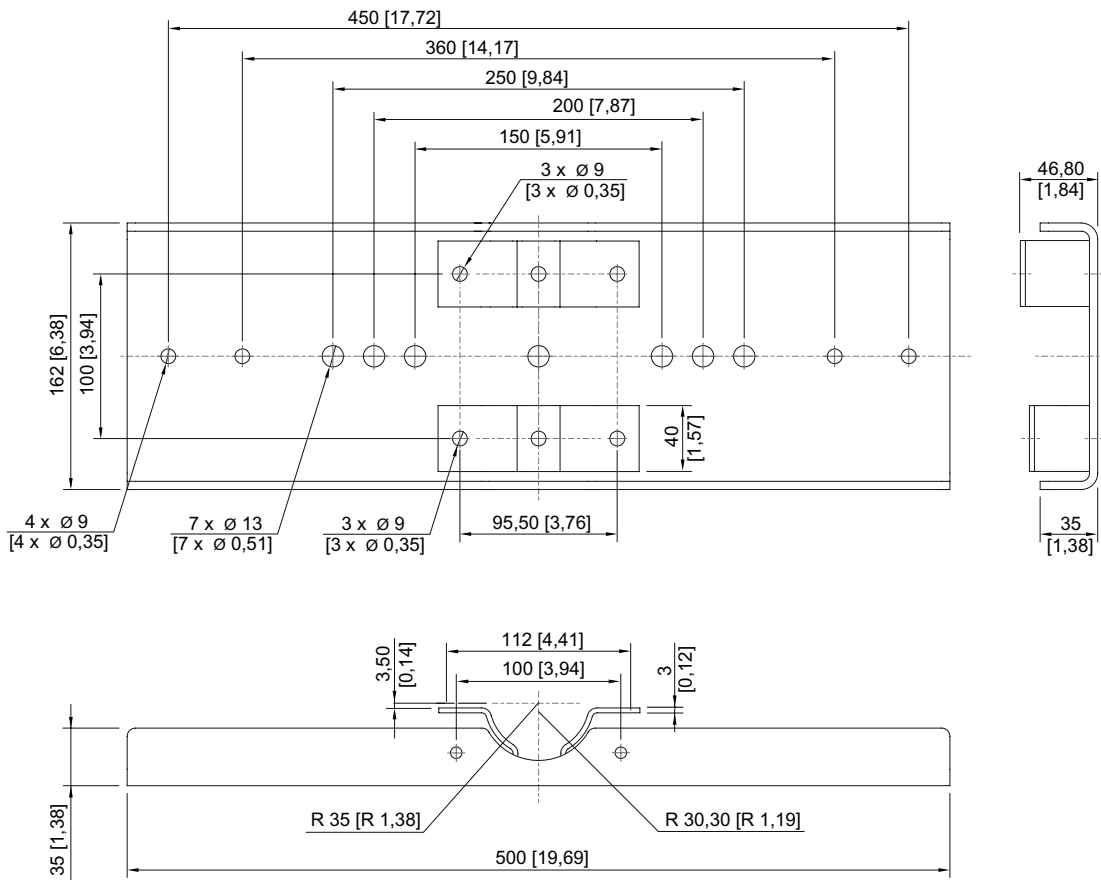 450 [17,72]
360 [14,17]
250 [9,84]
200 [7,87]
150 [5,91]
3 x Ø 9
[3 x Ø 0,35]
46,80
[1,84]
162 [6,38]
100 [3,94]
40
[1,57]
4 x Ø 9
[4 x Ø 0,35]
7 x Ø 13
[7 x Ø 0,51]
3 x Ø 9
[3 x Ø 0,35]
95,50 [3,76]
35
[1,38]
3,50
[0,14]
112 [4,41]
100 [3,94]
3
[0,12]
35 [1,38]
R 35 [R 1,38]
R 30,30 [R 1,19]
500 [19,69]